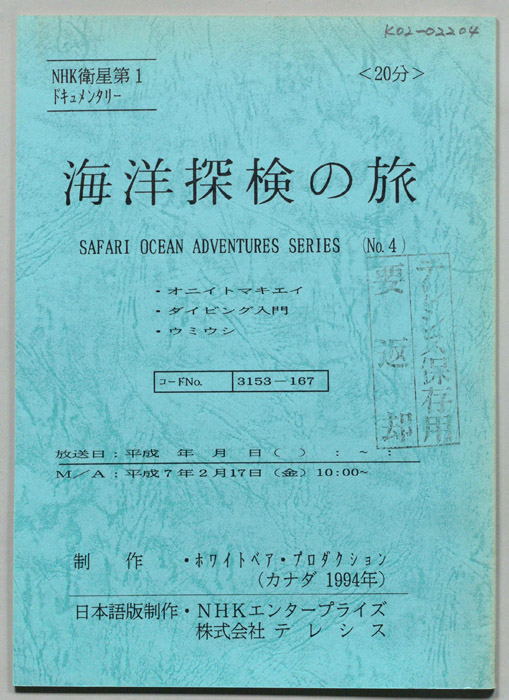 K02-02204
NHK衛星第1
ドキュメンタリー
<20分>
海洋探検の旅
SAFARI OCEAN ADVENTURES SERIES (No.4)
・オニイトマキエイ
・ダイビング入門
・ウミウシ
コードNo. 3153-167
テレシス保存用
要返却
放送日:平成 年 月 日( ) : ~ :
M/A:平成7年2月17日(金)10:00~
制 作 ・ホワイトベア・プロダクション
(カナダ 1994年)
日本語版制作・NHKエンタープライズ
株式会社 テレシス